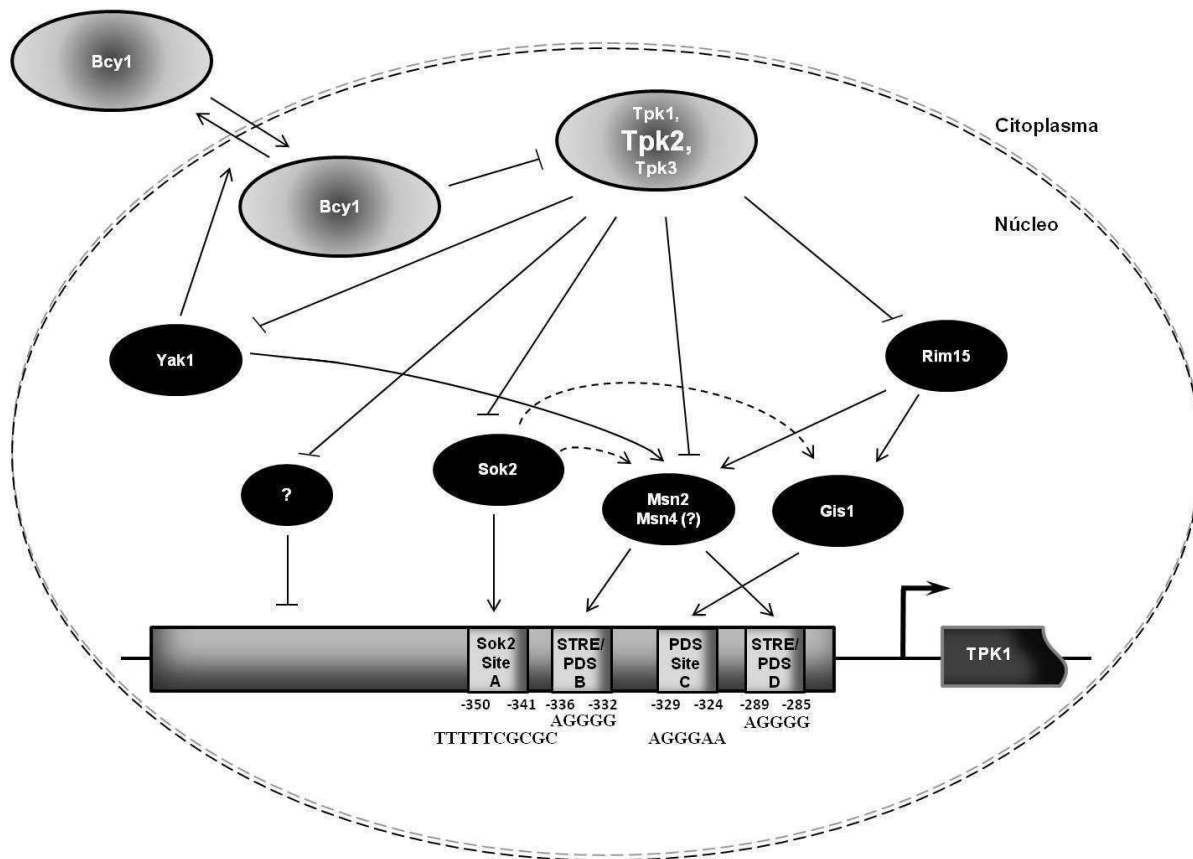 Bcy1
Bcy1
Tpk1,
Tpk2,
Tpk3
Citoplasma
Núcleo
Yak1
Rim15
?
Sok2
Msn2
Msn4 (?)
Gis1
Sok2
Site
A
STRE/
PDS
B
PDS
Site
C
STRE/
PDS
D
TPK1
-350 -341 -336 -332 -329 -324 -289 -285
AGGGG AGGGG
TTTTTCGCGC AGGGAA